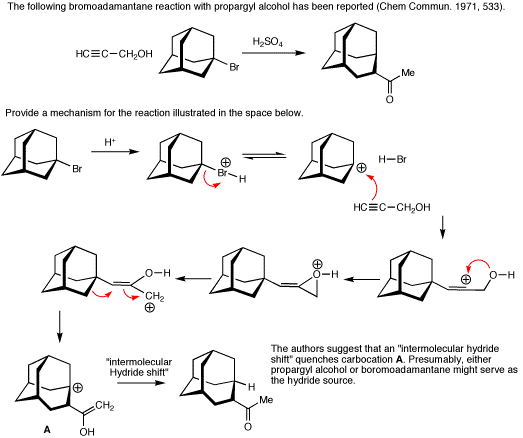 The following bromoadamantane reaction with propargyl alcohol has been reported (Chem Commun. 1971, 533).
HC≡C—CH2OH
Br
H2SO4
Me
O
Provide a mechanism for the reaction illustrated in the space below.
Br
H+
⊕
Br
H
⊕
H—Br
HC≡C—CH2OH
O—H
CH2
⊕
⊕
O—H
⊕
O—H
"intermolecular
Hydride shift"
The authors suggest that an "intermolecular hydride
shift" quenches carbocation A. Presumably, either
propargyl alcohol or boromoadamantane might serve as
the hydride source.
⊕
CH2
OH
A
H
Me
O